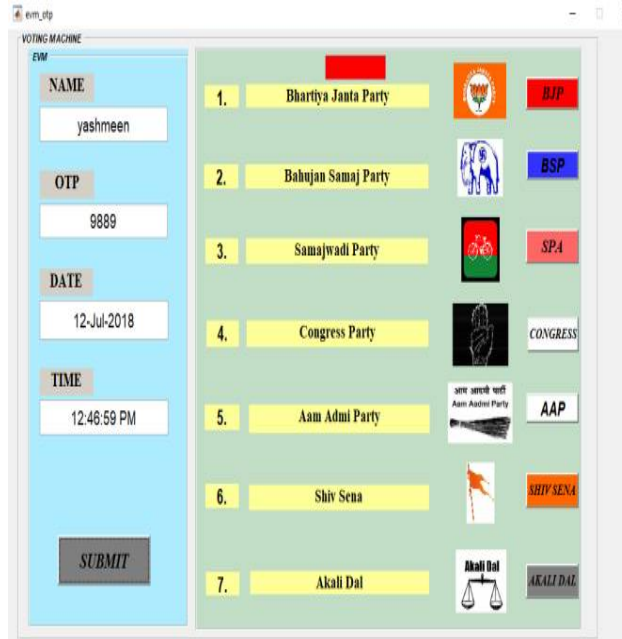 evm_otp
VOTING MACHINE
EVM
NAME
yashmeen
OTP
9889
DATE
12-Jul-2018
TIME
12:46:59 PM
SUBMIT
1. Bhartiya Janta Party BJP
2. Bahujan Samaj Party BSP
3. Samajwadi Party SPA
4. Congress Party CONGRESS
आम आदमी पार्टी
Aam Aadmi Party
5. Aam Admi Party AAP
6. Shiv Sena SHIV SENA
Akali Dal
7. Akali Dal AKALI DAL